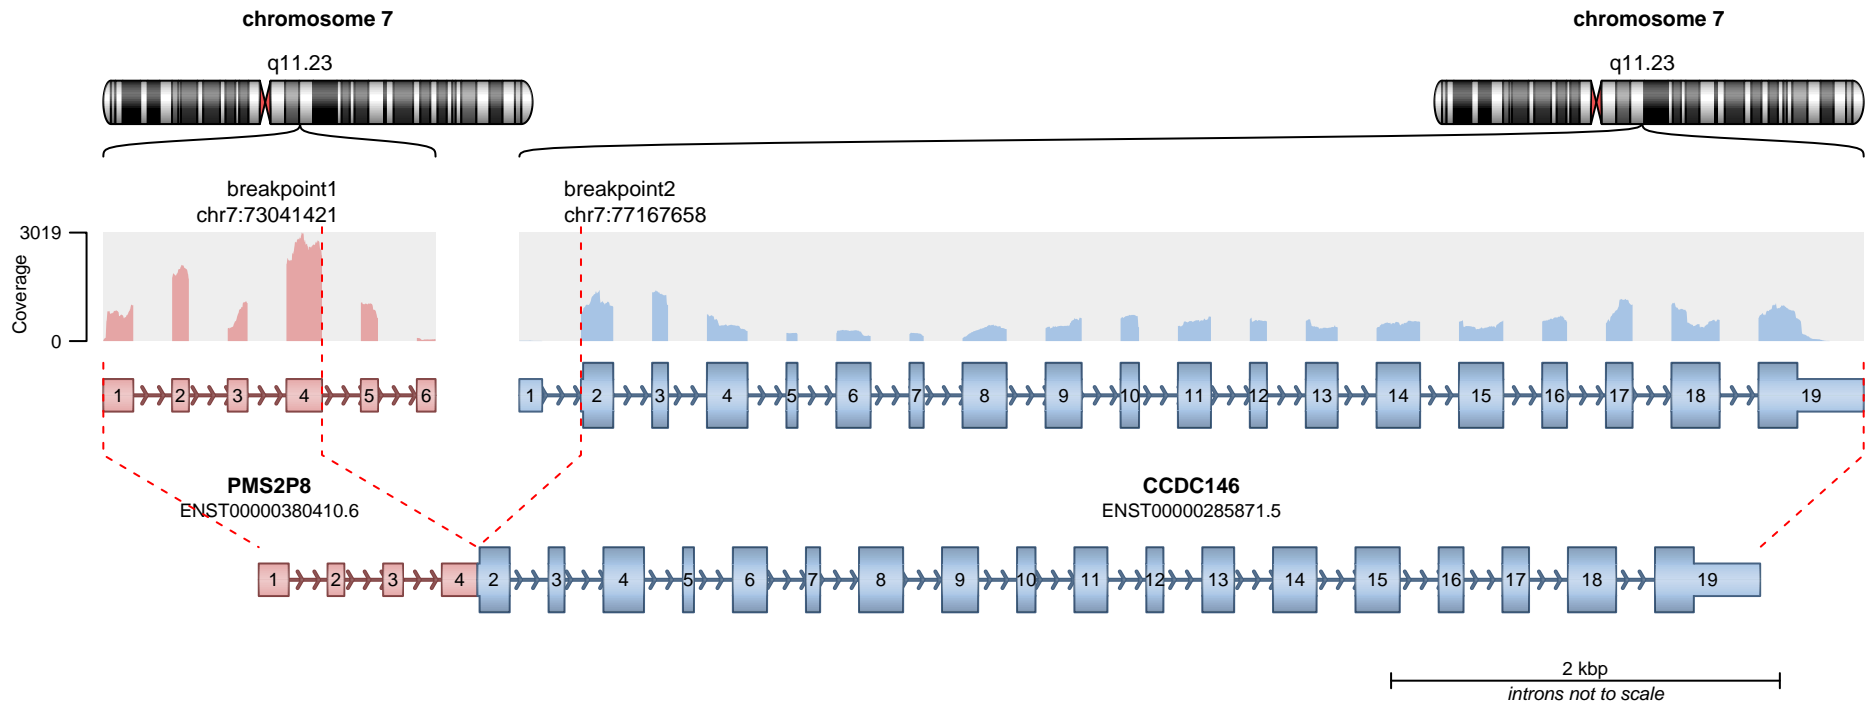 chromosome 7
chromosome 7
q11.23
q11.23
breakpoint1
chr7:73041421
breakpoint2
chr7:77167658
3019
Coverage
0
1 2 3 4 5 6
1 2 3 4 5 6 7 8 9 10 11 12 13 14 15 16 17 18 19
PMS2P8
ENST00000380410.6
CCDC146
ENST00000285871.5
1 2 3 4 2 3 4 5 6 7 8 9 10 11 12 13 14 15 16 17 18 19
2 kbp
introns not to scale